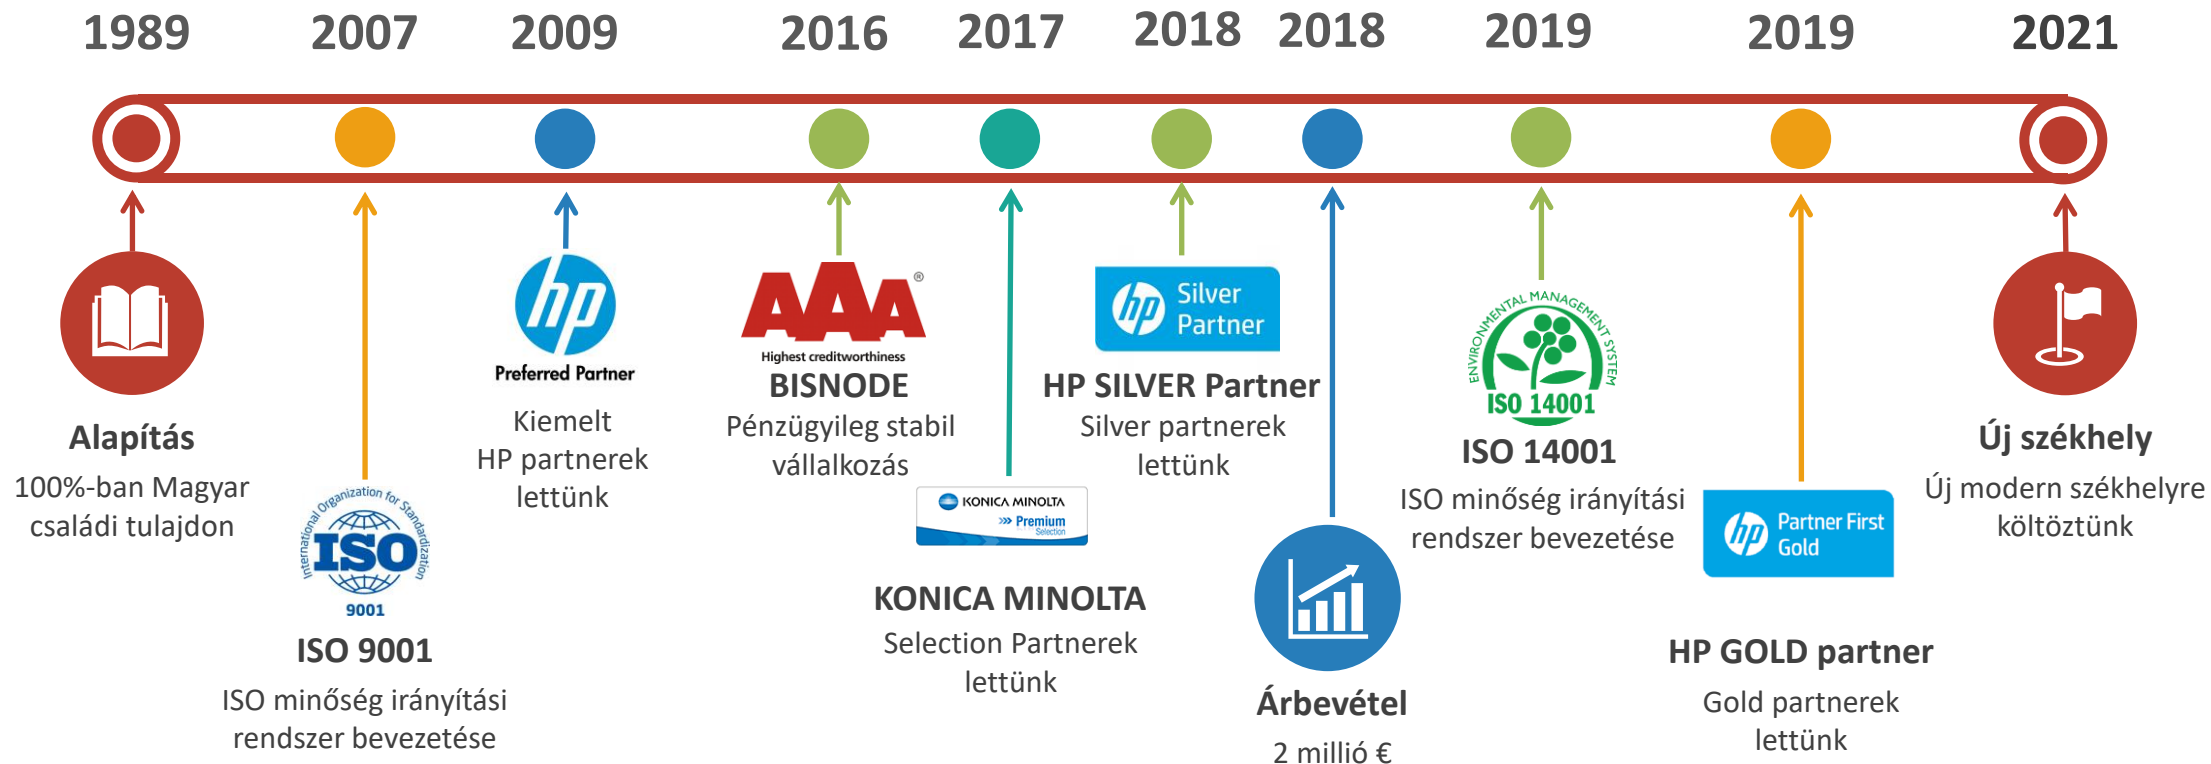 1989
2007
2009
2016
2017
2018
2018
2019
2019
2021
Alapítás
100%-ban Magyar
családi tulajdon
International Organization for Standardization
ISO
9001
ISO 9001
ISO minőség irányítási
rendszer bevezetése
hp
Preferred Partner
Kiemelt
HP partnerek
lettünk
AAA®
Highest creditworthiness
BISNODE
Pénzügyileg stabil
vállalkozás
KONICA MINOLTA
Premium
Selection
KONICA MINOLTA
Selection Partnerek
lettünk
hp
Silver
Partner
HP SILVER Partner
Silver partnerek
lettünk
Árbevétel
2 millió €
ENVIRONMENTAL MANAGEMENT SYSTEM
ISO 14001
ISO 14001
ISO minőség irányítási
rendszer bevezetése
hp
Partner First
Gold
HP GOLD partner
Gold partnerek
lettünk
Új székhely
Új modern székhelyre
költöztünk